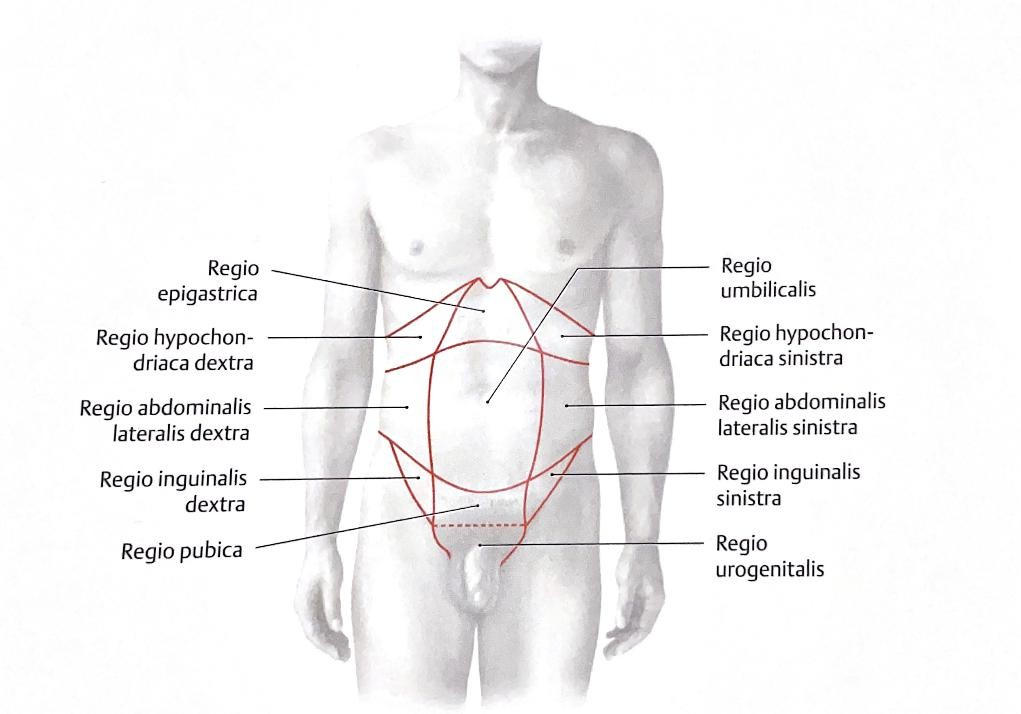 Regio
epigastrica
Regio hypochon-
driaca dextra
Regio abdominalis
lateralis dextra
Regio inguinalis
dextra
Regio pubica
Regio
umbilicalis
Regio hypochon-
driaca sinistra
Regio abdominalis
lateralis sinistra
Regio inguinalis
sinistra
Regio
urogenitalis